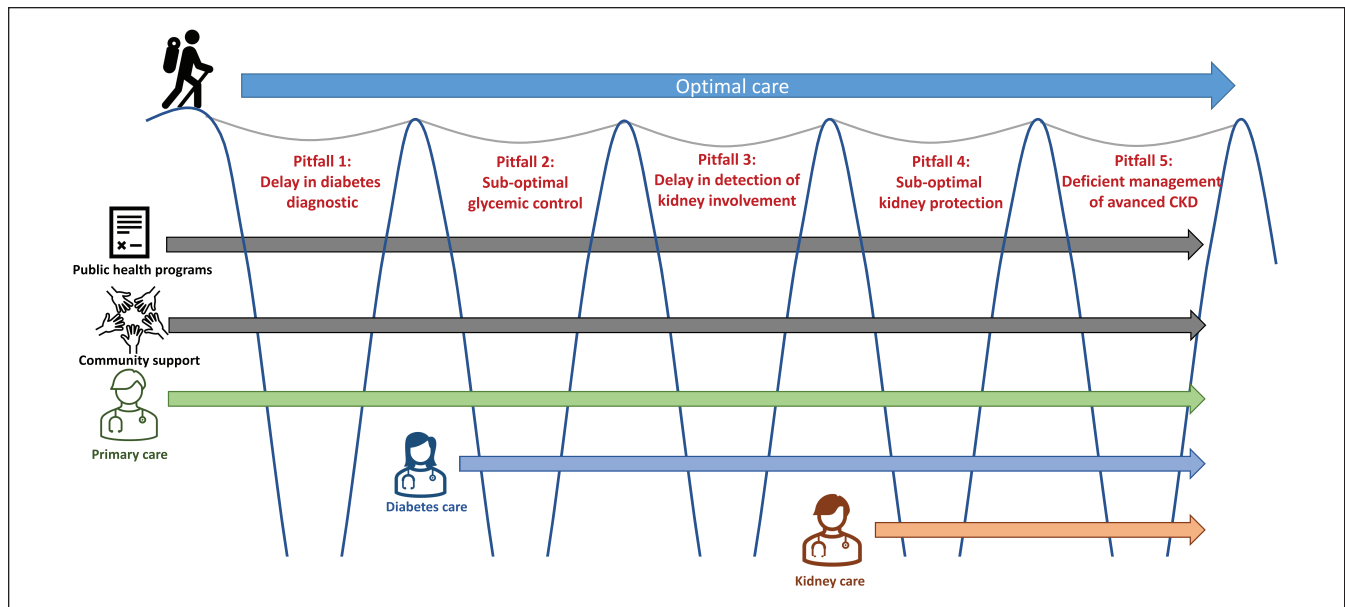 Optimal care
Pitfall 1:
Delay in diabetes
diagnostic
Pitfall 2:
Sub-optimal
glycemic control
Pitfall 3:
Delay in detection of
kidney involvement
Pitfall 4:
Sub-optimal
kidney protection
Pitfall 5:
Deficient management
of avanced CKD
Public health programs
Community support
Primary care
Diabetes care
Kidney care